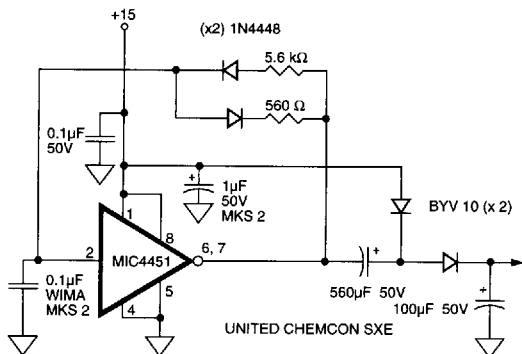 +15
(x2) 1N4448
5.6 kΩ
560 Ω
0.1µF
50V
+
1µF
50V
MKS 2
BYV 10 (x 2)
1
8
2
MIC4451
6, 7
5
4
0.1µF
WIMA
MKS 2
+
560µF 50V
+
100µF 50V
UNITED CHEMCON SXE